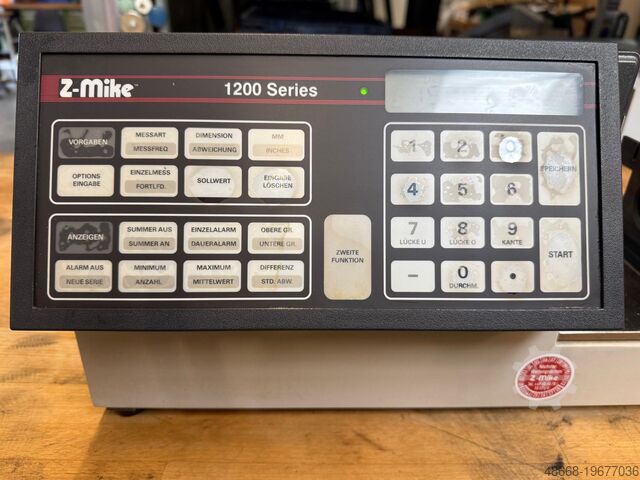 Z-Mike™
1200 Series
VORGABEN
MESSART
MESSFREQ
DIMENSION
ABWEICHUNG
MM
INCHES
OPTIONS
EINGABE
EINZELMESS
FORTLFD.
SOLLWERT
EINGABE
LÖSCHEN
ANZEIGEN
SUMMER AUS
SUMMER AN
EINZELALARM
DAUERALARM
OBERE GR.
UNTERE GR.
ALARM AUS
NEUE SERIE
MINIMUM
ANZAHL
MAXIMUM
MITTELWERT
DIFFERENZ
STD. ABW.
ZWEITE
FUNKTION
1
2
SPEICHERN
4
5
6
7
LÜCKE U
8
LÜCKE O
9
KANTE
START
-
0
DURCHM.
.
Z-Mike
48668-19677036